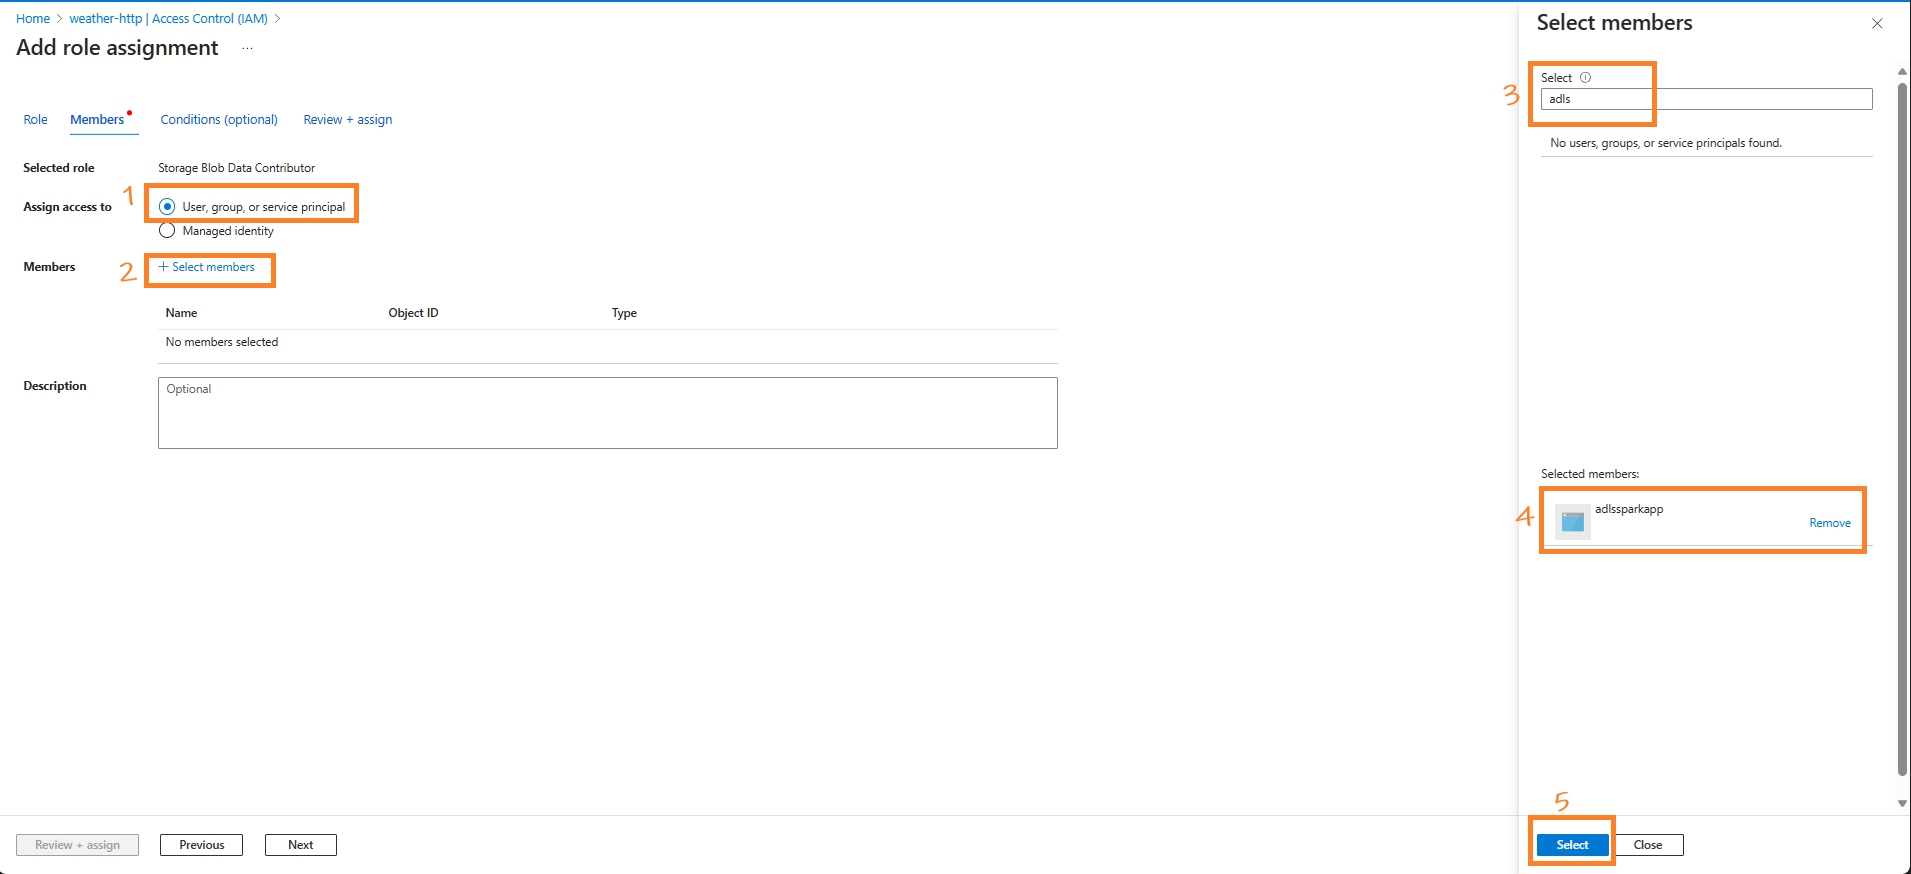 Home > weather-http | Access Control (IAM) >
Add role assignment ...
Role Members Conditions (optional) Review + assign
Selected role Storage Blob Data Contributor
1
Assign access to User, group, or service principal
Managed identity
2
Members + Select members
Name Object ID Type
No members selected
Description Optional
Review + assign Previous Next
Select members
3
Select
adls
No users, groups, or service principals found.
Selected members:
4
adlssparkapp
Remove
5
Select Close